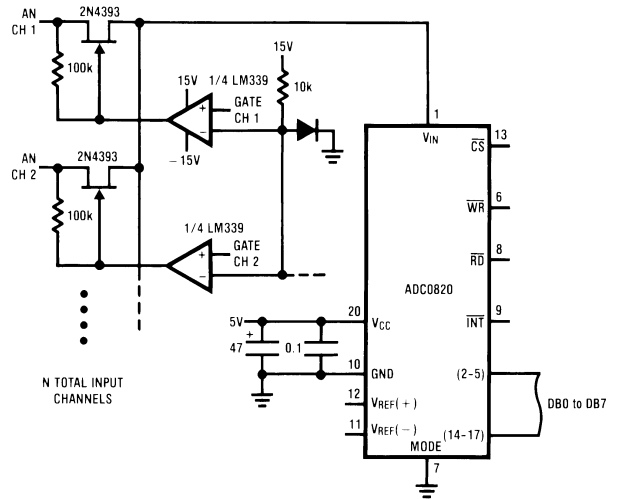 AN
CH 1
2N4393
100k
15V
1/4 LM339
+
−
GATE
CH 1
− 15V
15V
10k
AN
CH 2
2N4393
100k
1/4 LM339
+
−
GATE
CH 2
N TOTAL INPUT
CHANNELS
5V
+
47
0.1
1
VIN
13
CS
6
WR
8
RD
ADC0820
9
INT
20
VCC
10
GND
12
VREF(+)
11
VREF(−)
(2-5)
(14-17)
DB0 to DB7
MODE
7